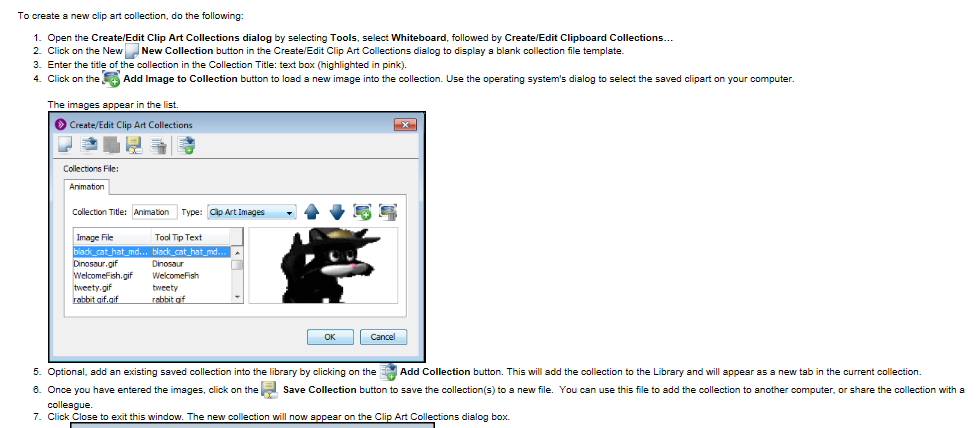 To create a new clip art collection, do the following:
1. Open the Create/Edit Clip Art Collections dialog by selecting Tools, select Whiteboard, followed by Create/Edit Clipboard Collections...
2. Click on the New New Collection button in the Create/Edit Clip Art Collections dialog to display a blank collection file template.
3. Enter the title of the collection in the Collection Title: text box (highlighted in pink).
4. Click on the Add Image to Collection button to load a new image into the collection. Use the operating system's dialog to select the saved clipart on your computer.
The images appear in the list.
Create/Edit Clip Art Collections
Collections File:
Animation
Collection Title: Animation Type: Clip Art Images
Image File Tool Tip Text
black_cat_hat_md... black_cat_hat_md...
Dinosaur.gif Dinosaur
WelcomeFish.gif WelcomeFish
tweety.gif tweety
rabbit gif.gif rabbit gif
OK Cancel
5. Optional, add an existing saved collection into the library by clicking on the Add Collection button. This will add the collection to the Library and will appear as a new tab in the current collection.
6. Once you have entered the images, click on the Save Collection button to save the collection(s) to a new file. You can use this file to add the collection to another computer, or share the collection with a
colleague.
7. Click Close to exit this window. The new collection will now appear on the Clip Art Collections dialog box.